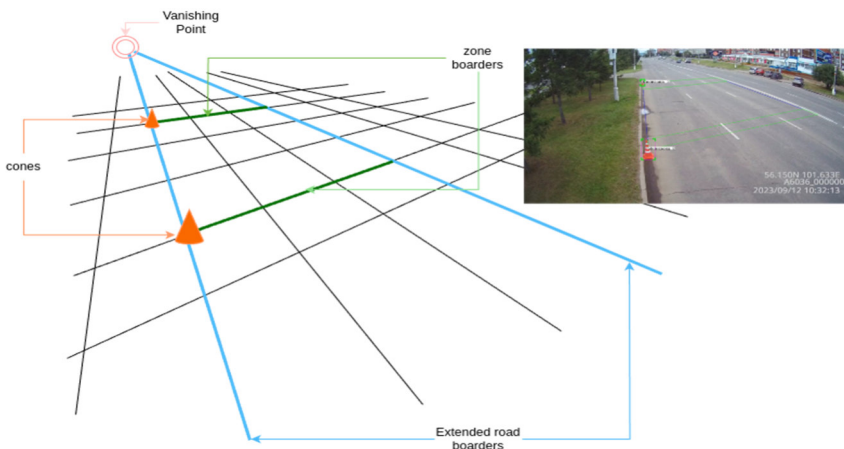 Vanishing
Point
zone
boarders
cones
56.150N 101.633E
A6036_000000
2023/09/12 10:32:13
Extended road
boarders